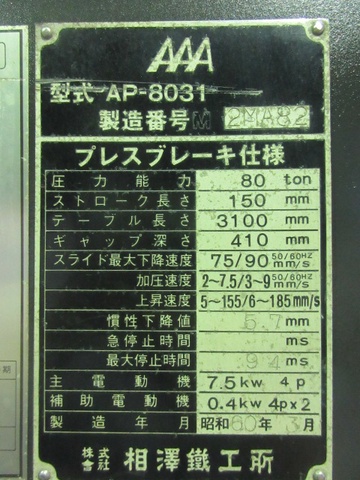 AAA
型式 AP-8031
製造番号 M 2MA82
プレスブレーキ仕様
圧力能力 80 ton
ストローク長さ 150 mm
テーブル長さ 3100 mm
ギャップ深さ 410 mm
スライド最大下降速度 75/90 50/60HZ mm/s
加圧速度 2~7.5/3~9 50/60HZ mm/s
上昇速度 5~155/6~185 mm/s
慣性下降値 5.7 mm
急停止時間 ms
最大停止時間 94 ms
主電動機 7.5kw 4p
補助電動機 0.4kw 4p×2
製造年月 昭和60年3月
株式会社 相澤鐵工所
期